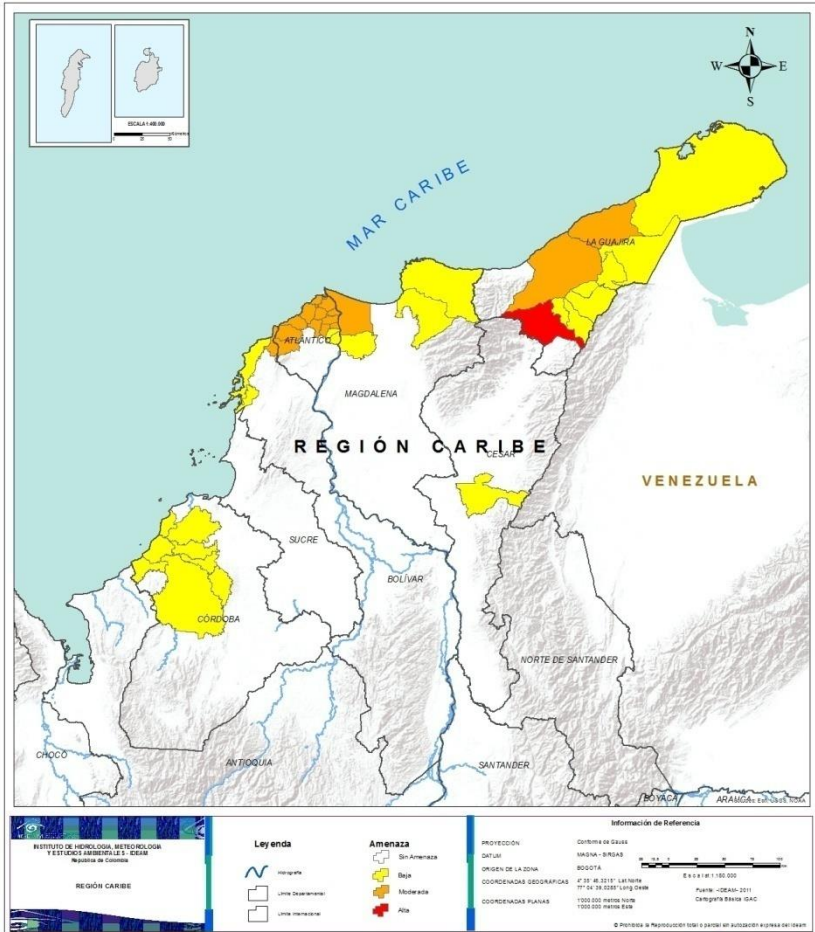 N
W E
S
ESCALA 1:450.000
MAR CARIBE
LA GUAJIRA
ATLÁNTICO
MAGDALENA
REGIÓN CARIBE
CESAR
VENEZUELA
SUCRE
BOLÍVAR
CÓRDOBA
NORTE DE SANTANDER
CHOCÓ
ANTIOQUIA
SANTANDER
BOYACÁ
ARAUCA
INSTITUTO DE HIDROLOGIA, METEOROLOGIA
Y ESTUDIOS AMBIENTALES - IDEAM
República de Colombia
REGIÓN CARIBE
Leyenda
Hidrografía
Límite Departamental
Límite Internacional
Amenaza
Sin Amenaza
Baja
Moderada
Alta
Información de Referencia
PROYECCIÓN Conforme de Gauss
DATUM MAGNA - SIRGAS
ORIGEN DE LA ZONA BOGOTÁ
COORDENADAS GEOGRÁFICAS
COORDENADAS PLANAS 1'000.000 metros Norte
1'000.000 metros Este
Fuente: -IDEAM- 2011
Cartografía Básica IGAC
© Prohibida la Reproducción total o parcial sin autorización expresa del Ideam